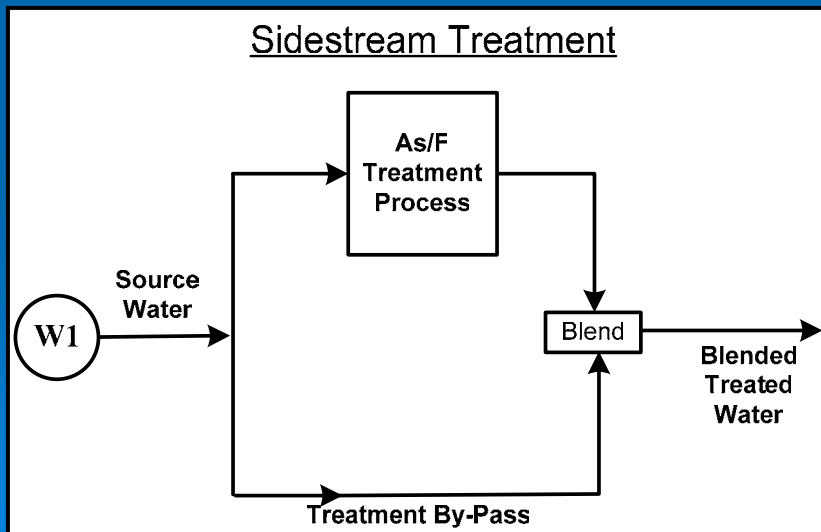 Sidestream Treatment
As/F
Treatment
Process
Source
Water
W1
Blend
Blended
Treated
Water
Treatment By-Pass